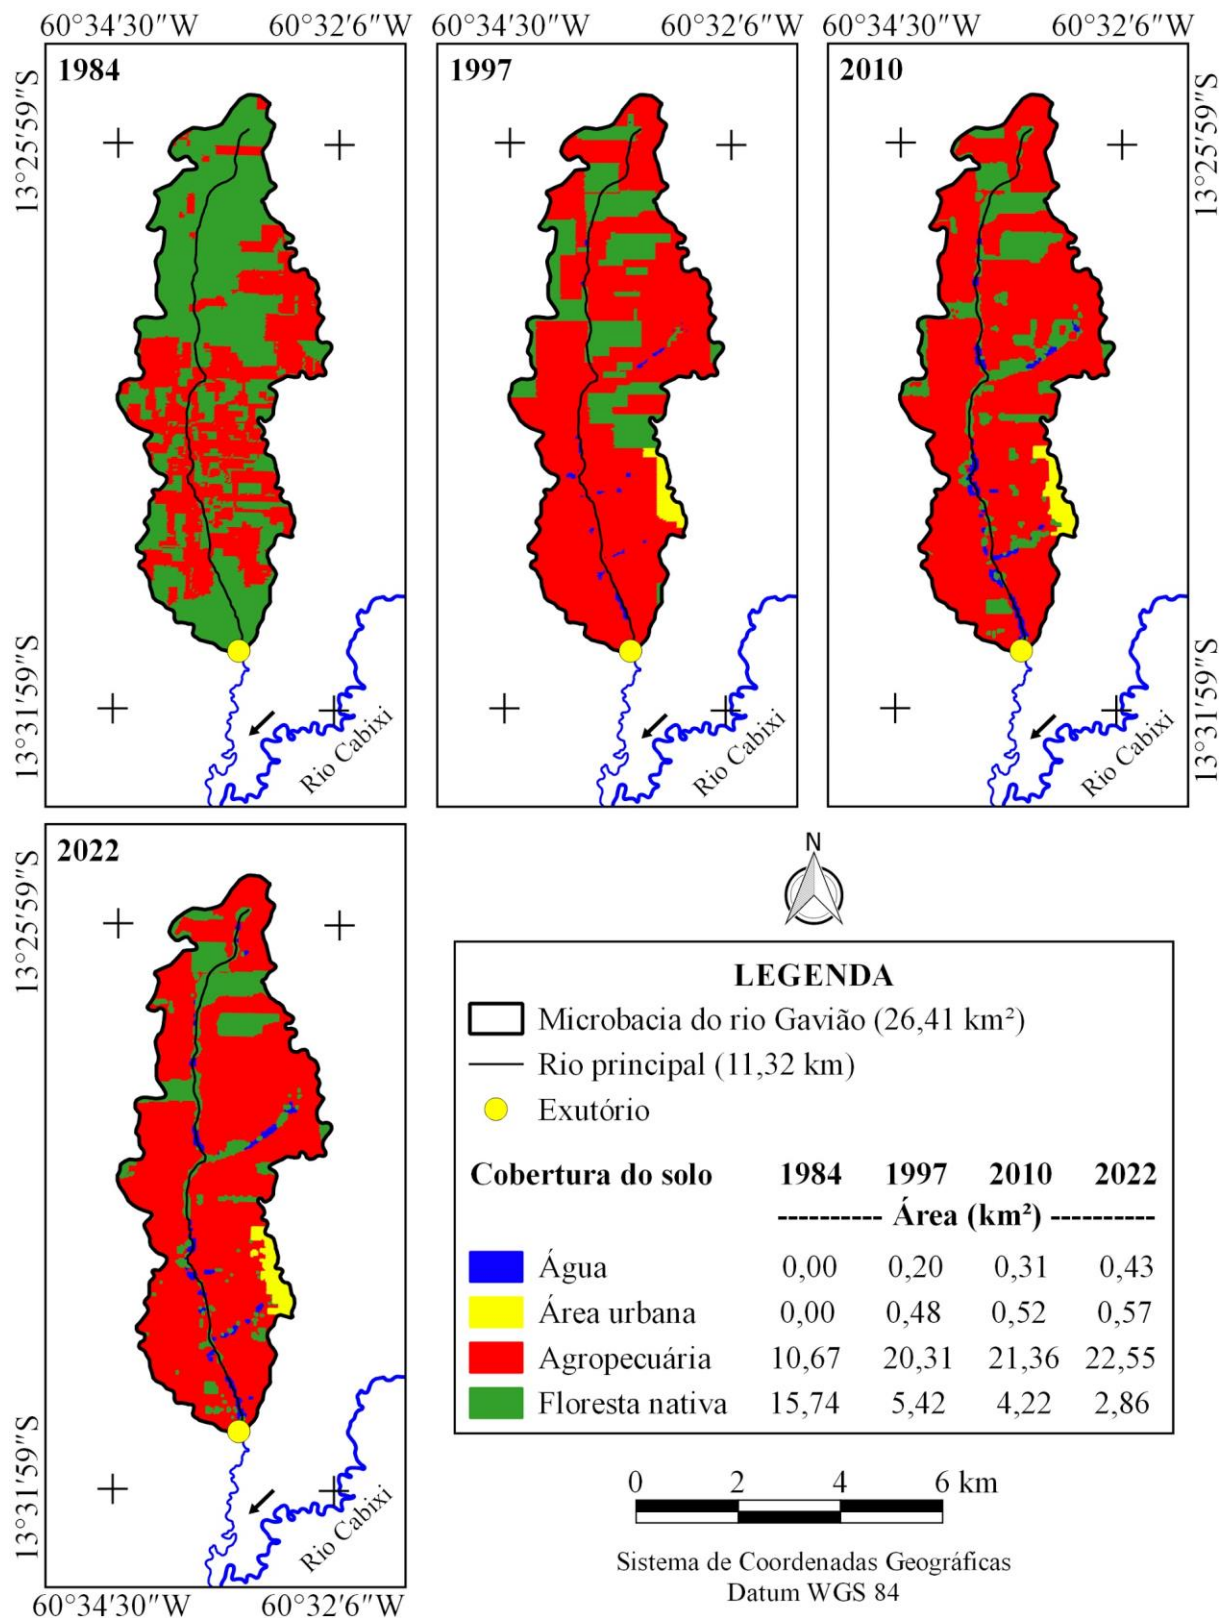 60°34'30"W 60°32'6"W 60°34'30"W 60°32'6"W 60°34'30"W 60°32'6"W
1984
1997
2010
13°25'59"S
13°25'59"S
13°31'59"S
13°31'59"S
Rio Cabixi
Rio Cabixi
Rio Cabixi
2022
13°25'59"S
13°31'59"S
Rio Cabixi
60°34'30"W 60°32'6"W
N
LEGENDA
Microbacia do rio Gavião (26,41 km²)
Rio principal (11,32 km)
Exutório
Cobertura do solo 1984 1997 2010 2022
---------- Área (km²) ----------
Água 0,00 0,20 0,31 0,43
Área urbana 0,00 0,48 0,52 0,57
Agropecuária 10,67 20,31 21,36 22,55
Floresta nativa 15,74 5,42 4,22 2,86
0 2 4 6 km
Sistema de Coordenadas Geográficas
Datum WGS 84